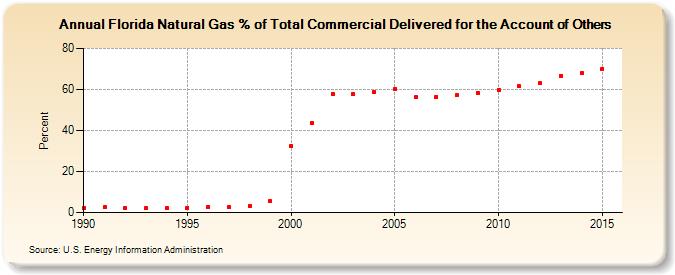 Annual Florida Natural Gas % of Total Commercial Delivered for the Account of Others
Percent
80
60
40
20
0
1990 1995 2000 2005 2010 2015
Source: U.S. Energy Information Administration